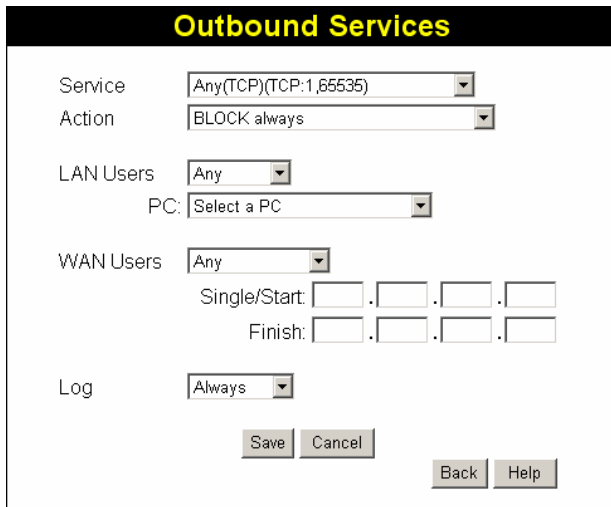 Outbound Services
Service Any(TCP)(TCP:1,65535)
Action BLOCK always
LAN Users Any
PC: Select a PC
WAN Users Any
Single/Start: . . .
Finish: . . .
Log Always
Save Cancel
Back Help